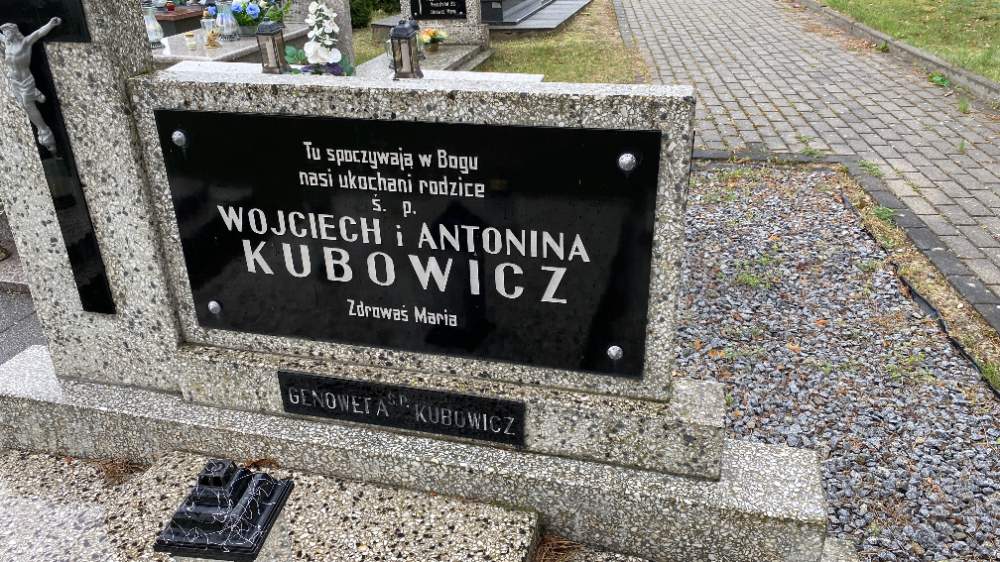 Tu spoczywają w Bogu
nasi ukochani rodzice
ś. p.
WOJCIECH i ANTONINA
KUBOWICZ
Zdrowaś Maria
Ś.P.
GENOWEFA KUBOWICZ